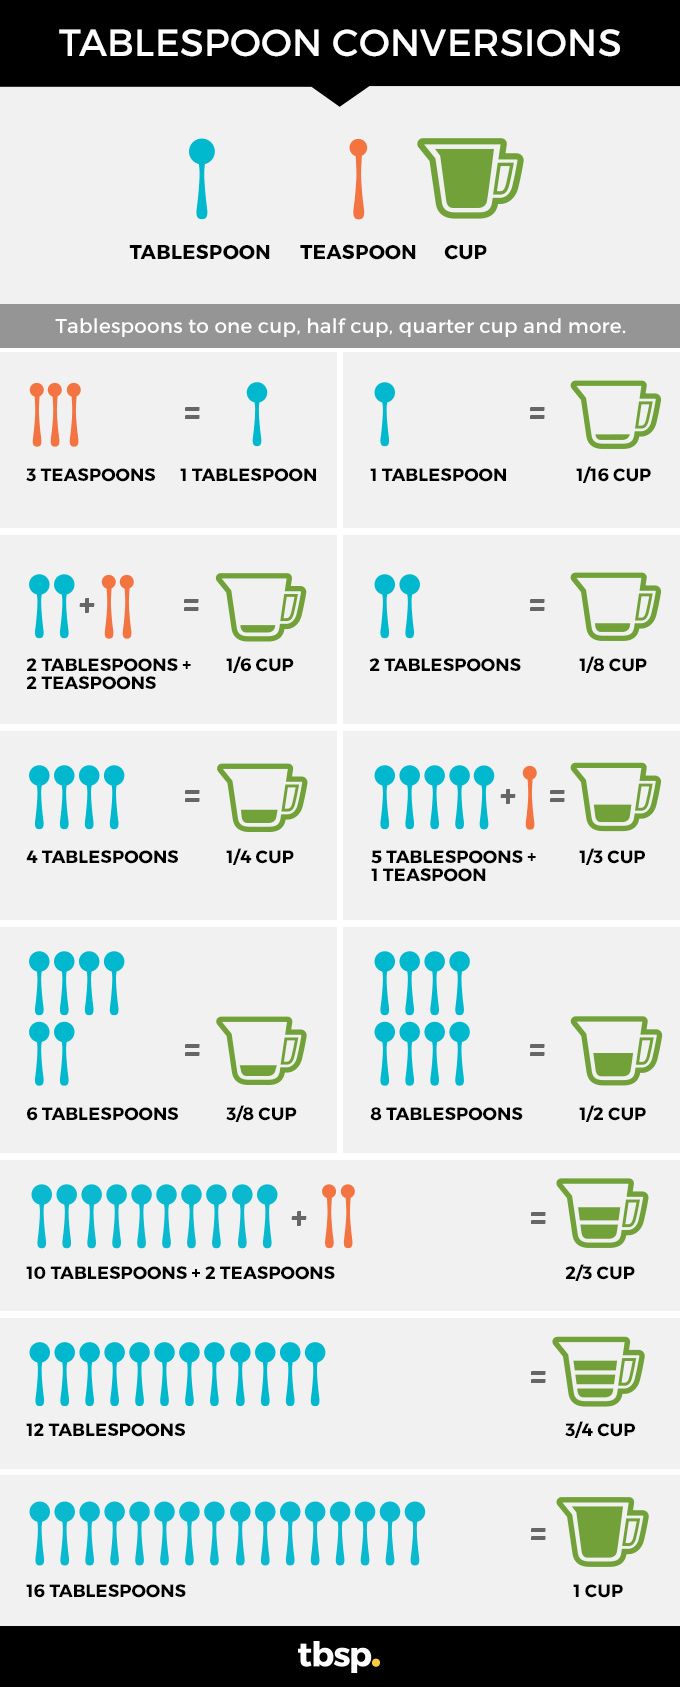 TABLESPOON CONVERSIONS
TABLESPOON
TEASPOON
CUP
Tablespoons to one cup, half cup, quarter cup and more.
=
3 TEASPOONS
1 TABLESPOON
=
1 TABLESPOON
1/16 CUP
+ =
2 TABLESPOONS +
2 TEASPOONS
1/6 CUP
=
2 TABLESPOONS
1/8 CUP
=
4 TABLESPOONS
1/4 CUP
+ =
5 TABLESPOONS +
1 TEASPOON
1/3 CUP
=
6 TABLESPOONS
3/8 CUP
=
8 TABLESPOONS
1/2 CUP
+ =
10 TABLESPOONS + 2 TEASPOONS
2/3 CUP
=
12 TABLESPOONS
3/4 CUP
=
16 TABLESPOONS
1 CUP
tbsp.